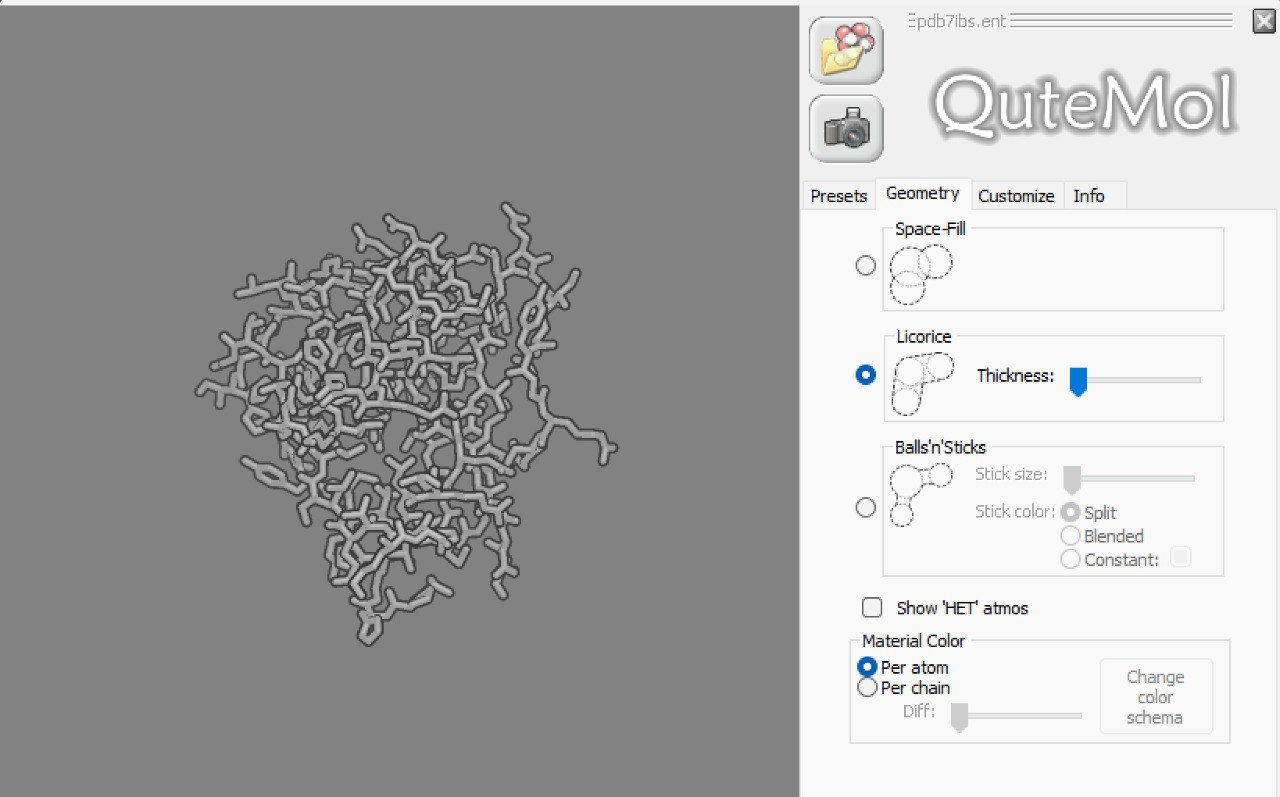 pdb7ibs.ent
QuteMol
Presets Geometry Customize Info
Space-Fill
Licorice
Thickness:
Balls'n'Sticks
Stick size:
Stick color: Split
Blended
Constant:
Show 'HET' atmos
Material Color
Per atom
Per chain
Diff:
Change
color
schema